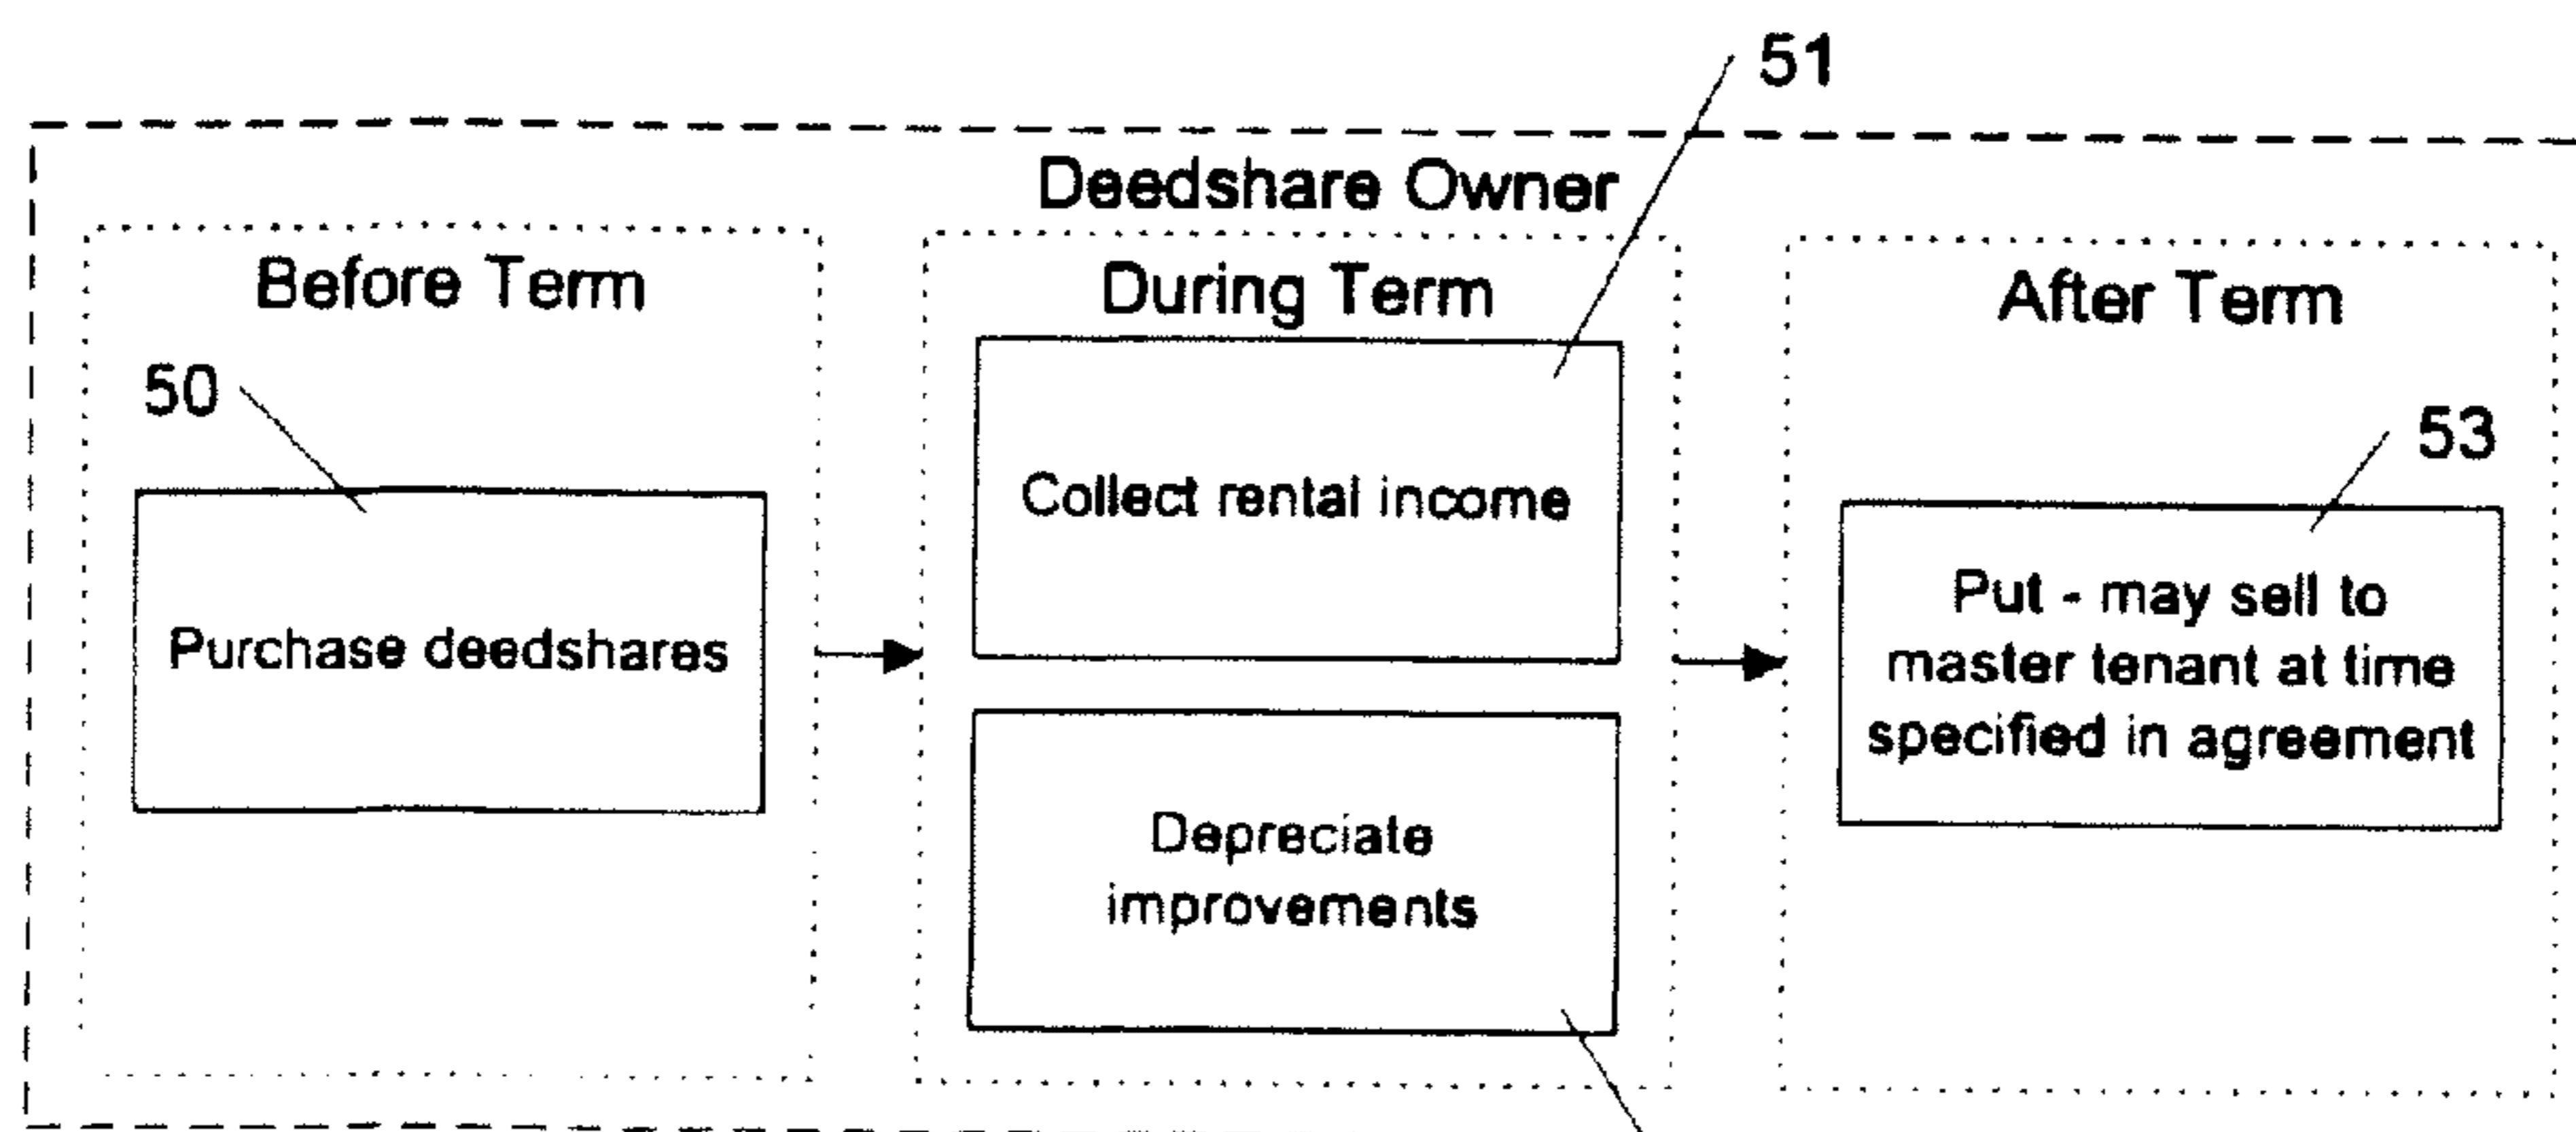 51
Deedshare Owner
Before Term
During Term
After Term
50
53
Collect rental income
Purchase deedshares
Put - may sell to
master tenant at time
specified in agreement
Depreciate
improvements